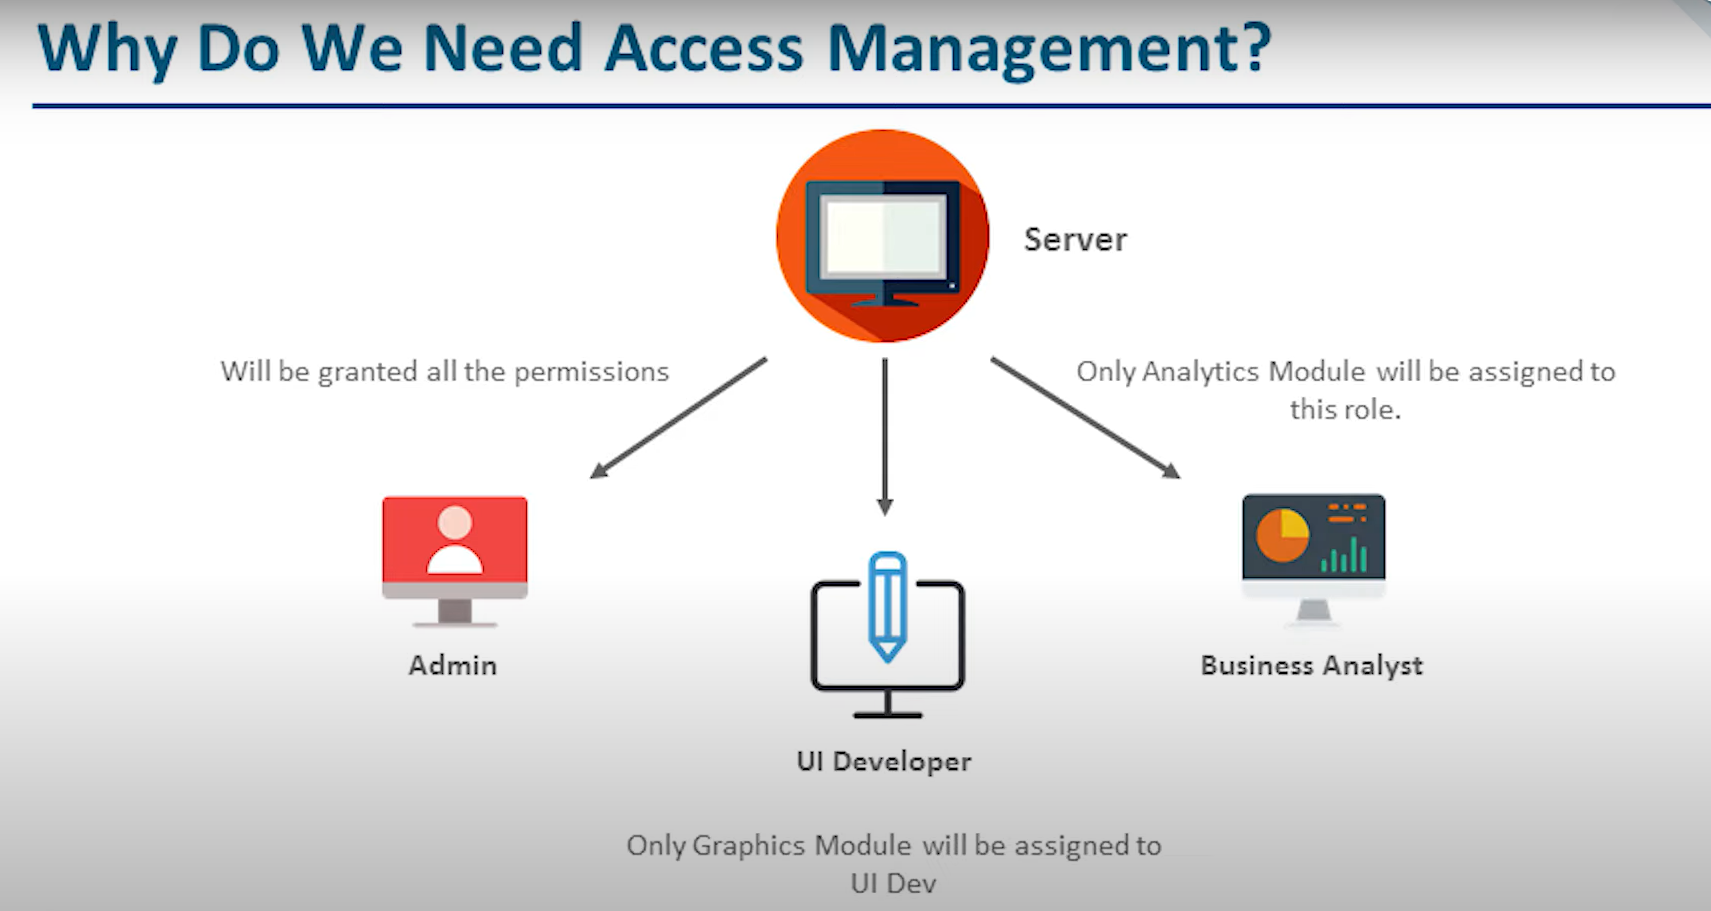 Why Do We Need Access Management?
Server
Will be granted all the permissions
Only Analytics Module will be assigned to
this role.
Admin
Business Analyst
UI Developer
Only Graphics Module will be assigned to
UI Dev